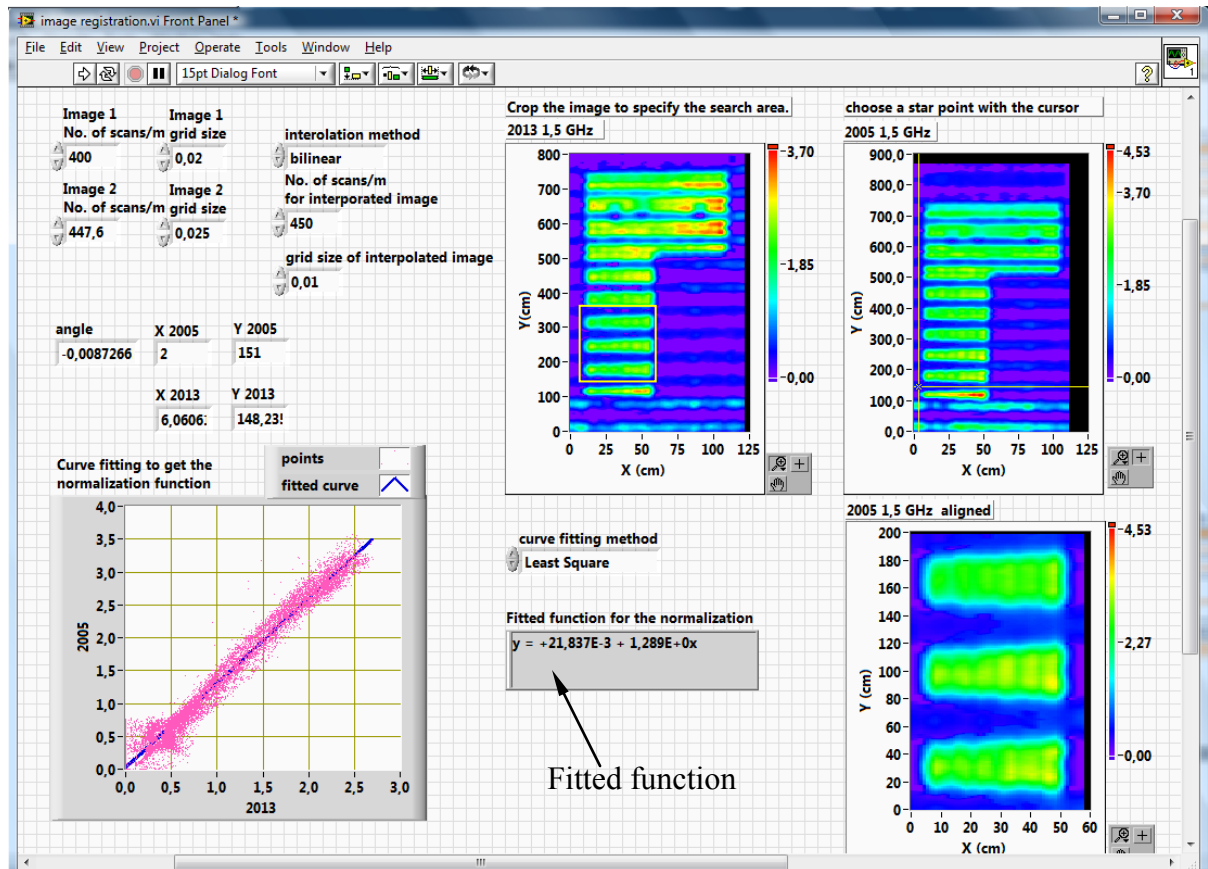 image registration.vi Front Panel *
File Edit View Project Operate Tools Window Help
15pt Dialog Font
1
Image 1
No. of scans/m
400
Image 1
grid size
0,02
Image 2
No. of scans/m
447,6
Image 2
grid size
0,025
interolation method
bilinear
No. of scans/m
for interporated image
450
grid size of interpolated image
0,01
angle
-0,0087266
X 2005
2
Y 2005
151
X 2013
6,0606
Y 2013
148,23
Curve fitting to get the
normalization function
points
fitted curve
2005
4,0
3,5
3,0
2,5
2,0
1,5
1,0
0,5
0,0
0,0 0,5 1,0 1,5 2,0 2,5 3,0
2013
Crop the image to specify the search area.
2013 1,5 GHz
Y(cm)
800
700
600
500
400
300
200
100
0
0 25 50 75 100 125
X (cm)
3,70
1,85
0,00
curve fitting method
Least Square
Fitted function for the normalization
y = +21,837E-3 + 1,289E+0x
Fitted function
choose a star point with the cursor
2005 1,5 GHz
Y (cm)
900,0
800,0
700,0
600,0
500,0
400,0
300,0
200,0
100,0
0,0
0 25 50 75 100 125
X (cm)
4,53
3,70
1,85
0,00
2005 1,5 GHz aligned
Y (cm)
200
180
160
140
120
100
80
60
40
20
0
0 10 20 30 40 50 60
X (cm)
4,53
2,27
0,00